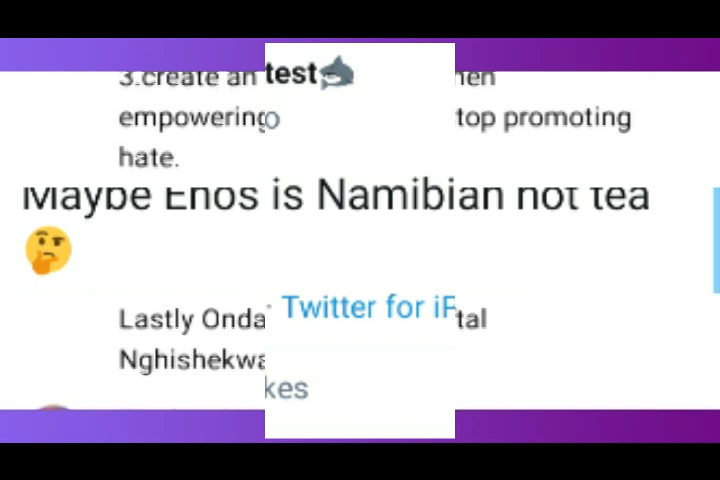 3.create an
test
empowering
top promoting
hate.
Maybe Enos is Namibian not tea
Twitter for iP
Lastly Onda
tal
Nghishekwa
kes